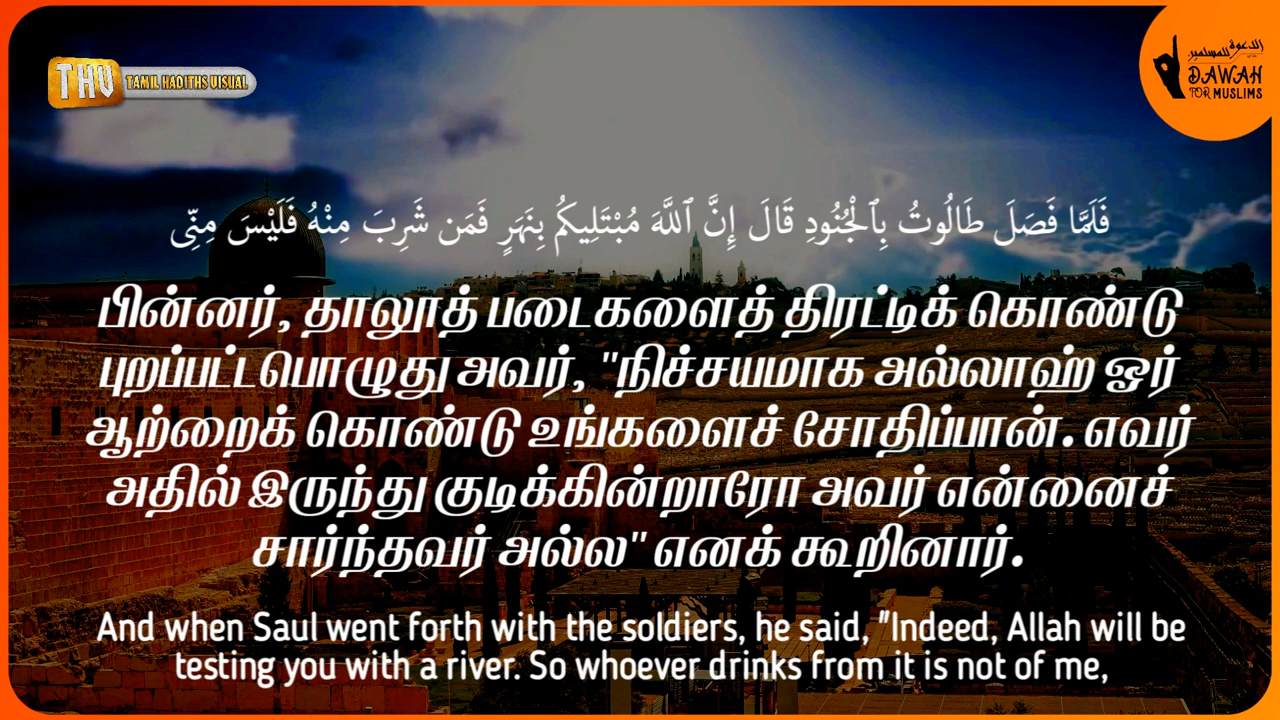 THV TAMIL HADITHS VISUAL
الدعوة للمسلمين
DAWAH
FOR MUSLIMS
فَلَمَّا فَصَلَ طَالُوتُ بِٱلْجُنُودِ قَالَ إِنَّ ٱللَّهَ مُبْتَلِيكُم بِنَهَرٍ فَمَن شَرِبَ مِنْهُ فَلَيْسَ مِنِّى
பின்னர், தாலூத் படைகளைத் திரட்டிக் கொண்டு
புறப்பட்டபொழுது அவர், "நிச்சயமாக அல்லாஹ் ஓர்
ஆற்றைக் கொண்டு உங்களைச் சோதிப்பான். எவர்
அதில் இருந்து குடிக்கின்றாரோ அவர் என்னைச்
சார்ந்தவர் அல்ல" எனக் கூறினார்.
And when Saul went forth with the soldiers, he said, "Indeed, Allah will be
testing you with a river. So whoever drinks from it is not of me,